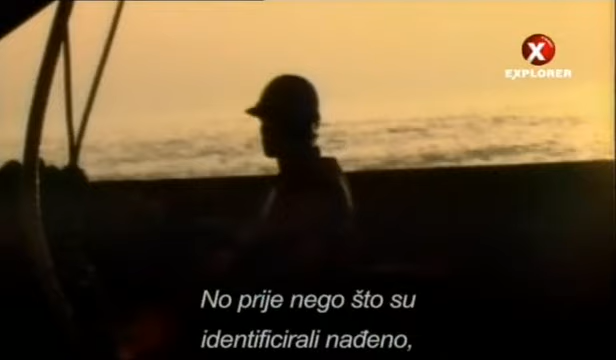 X
EXPLORER
No prije nego što su
identificirali nađeno,